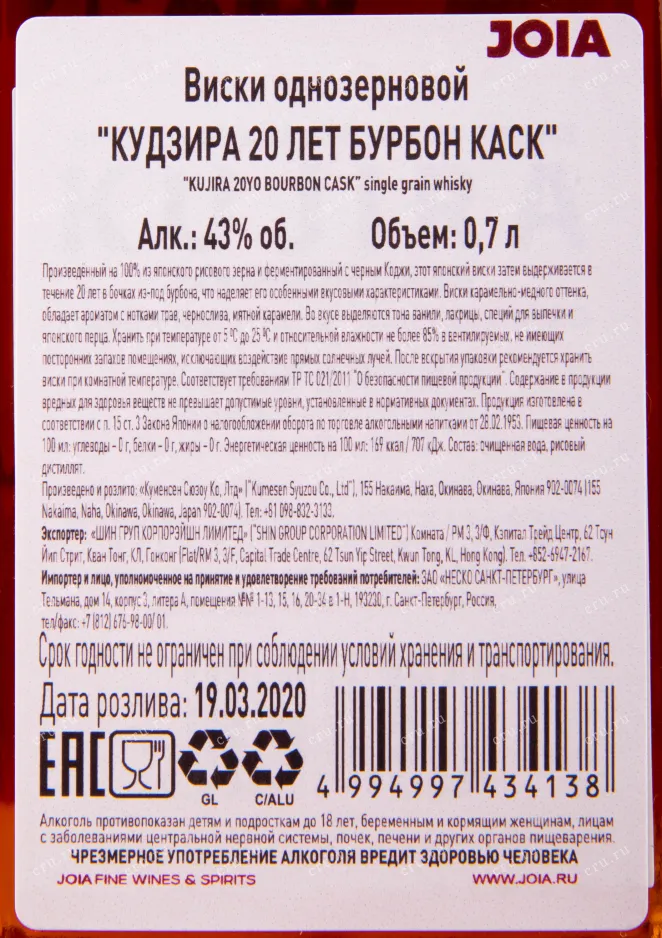 JOIA
Виски однозерновой
"КУДЗИРА 20 ЛЕТ БУРБОН КАСК"
"KUJIRA 20YO BOURBON CASK" single grain whisky
Алк.: 43% об. Объем: 0,7 л
Произведённый на 100% из японского рисового зерна и ферментированный с черным Коджи, этот японский виски затем выдерживается в
течение 20 лет в бочках из-под бурбона, что наделяет его особенными вкусовыми характеристиками. Виски карамельно-медного оттенка,
обладает ароматом с нотками трав, чернослива, мятной карамели. Во вкусе выделяются тона ванили, лакрицы, специй для выпечки и
японского перца. Хранить при температуре от 5 ºС до 25 ºС и относительной влажности не более 85% в вентилируемых, не имеющих
посторонних запахов помещениях, исключающих воздействие прямых солнечных лучей. После вскрытия упаковки рекомендуется хранить
виски при комнатной температуре. Соответствует требованиям ТР ТС 021/2011 "О безопасности пищевой продукции". Содержание в продукции
вредных для здоровья веществ не превышает допустимые уровни, установленные в нормативных документах. Продукция изготовлена в
соответствии с п. 15 ст. 3 Закона Японии о налогообложении оборота по торговле алкогольными напитками от 28.02.1953. Пищевая ценность на
100 мл: углеводы - 0 г, белки - 0 г, жиры - 0 г. Энергетическая ценность на 100 мл: 169 ккал / 707 кДж. Состав: очищенная вода, рисовый
дистиллят.
Произведено и розлито: «Куменсен Сюзоу Ко, Лтд» ("Kumesen Syuzou Co., Ltd"), 155 Накаима, Наха, Окинава, Окинава, Япония 902-0074 (155
Nakaima, Naha, Okinawa, Okinawa, Japan 902-0074). Тел: +81 098-832-3133.
Экспортер: «ШИН ГРУП КОРПОРЭЙШН ЛИМИТЕД» ("SHIN GROUP CORPORATION LIMITED") Комната / РМ 3, 3/Ф, Кэпитал Трейд Центр, 62 Тсун
Йип Стрит, Кван Тонг, КЛ, Гонконг (Flat/RM 3, 3/F, Capital Trade Centre, 62 Tsun Yip Street, Kwun Tong, KL, Hong Kong). Тел. +852-6947-2167.
Импортер и лицо, уполномоченное на принятие и удовлетворение требований потребителей: ЗАО «НЕСКО САНКТ-ПЕТЕРБУРГ», улица
Тельмана, дом 14, корпус 3, литера А, помещения №№ 1-13, 15, 16, 20-34 в 1-Н, 193230, г. Санкт-Петербург, Россия,
тел/факс: +7 (812) 676-98-00/ 01.
Срок годности не ограничен при соблюдении условий хранения и транспортирования.
Дата розлива: 19.03.2020
EAC
GL C/ALU
4 994997 434138
Алкоголь противопоказан детям и подросткам до 18 лет, беременным и кормящим женщинам, лицам
с заболеваниями центральной нервной системы, почек, печени и других органов пищеварения.
ЧРЕЗМЕРНОЕ УПОТРЕБЛЕНИЕ АЛКОГОЛЯ ВРЕДИТ ЗДОРОВЬЮ ЧЕЛОВЕКА
JOIA FINE WINES & SPIRITS WWW.JOIA.RU